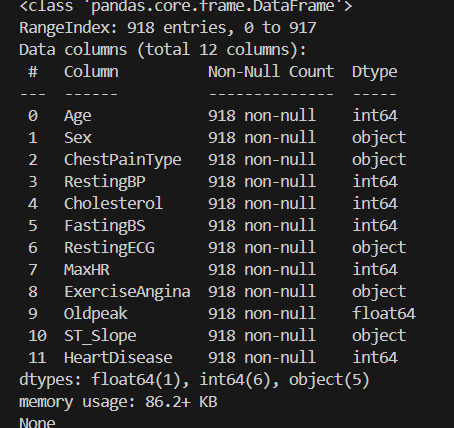 <class 'pandas.core.frame.DataFrame'>
RangeIndex: 918 entries, 0 to 917
Data columns (total 12 columns):
 #   Column          Non-Null Count  Dtype
---  ------          --------------  -----
 0   Age             918 non-null    int64
 1   Sex             918 non-null    object
 2   ChestPainType   918 non-null    object
 3   RestingBP       918 non-null    int64
 4   Cholesterol     918 non-null    int64
 5   FastingBS       918 non-null    int64
 6   RestingECG      918 non-null    object
 7   MaxHR           918 non-null    int64
 8   ExerciseAngina  918 non-null    object
 9   Oldpeak         918 non-null    float64
 10  ST_Slope        918 non-null    object
 11  HeartDisease    918 non-null    int64
dtypes: float64(1), int64(6), object(5)
memory usage: 86.2+ KB
None